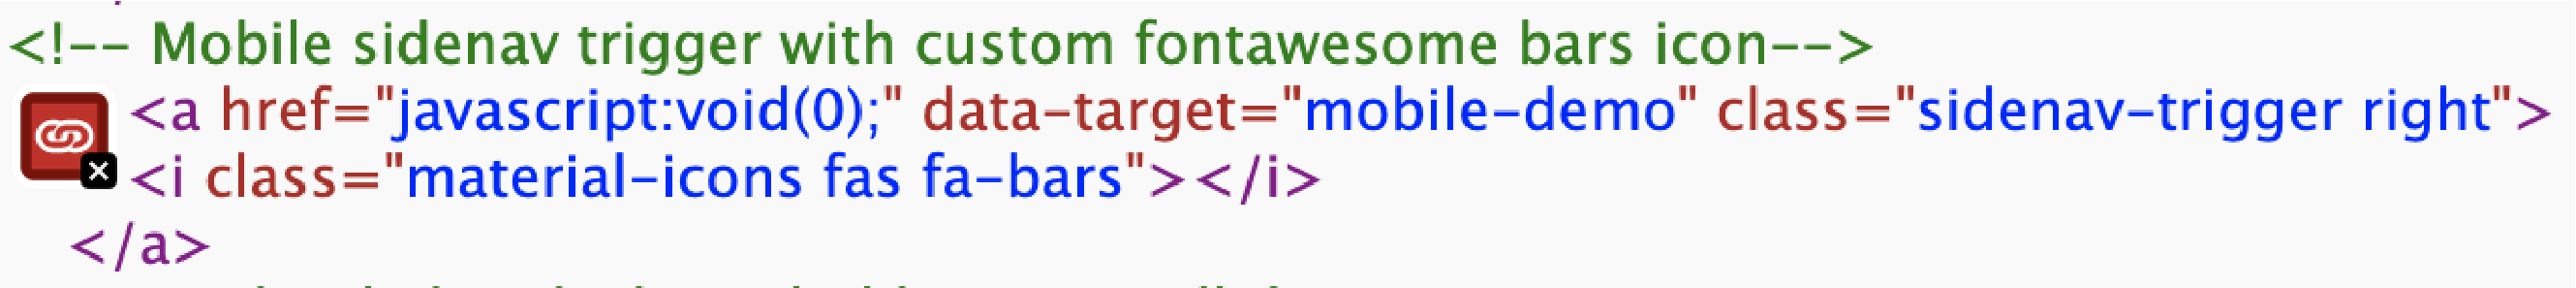 <!-- Mobile sidenav trigger with custom fontawesome bars icon-->
<a href="javascript:void(0);" data-target="mobile-demo" class="sidenav-trigger right">
<i class="material-icons fas fa-bars"></i>
</a>